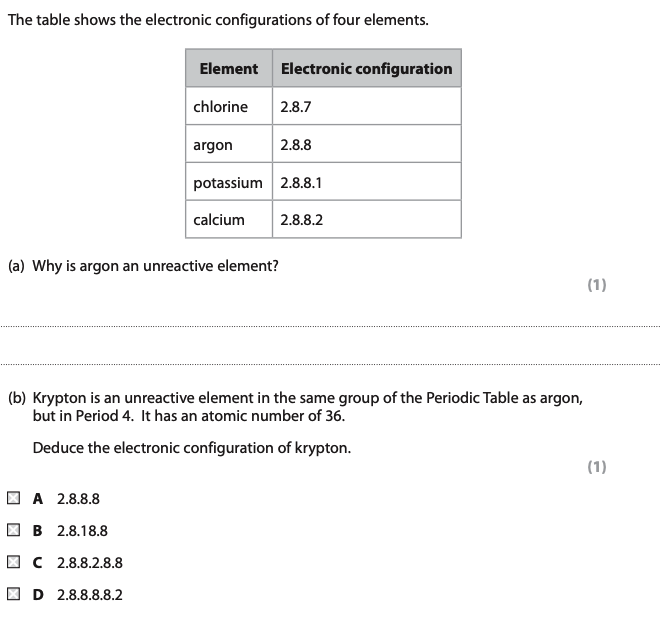 The table shows the electronic configurations of four elements.
Element Electronic configuration
chlorine 2.8.7
argon 2.8.8
potassium 2.8.8.1
calcium 2.8.8.2
(a) Why is argon an unreactive element?
(1)
(b) Krypton is an unreactive element in the same group of the Periodic Table as argon,
but in Period 4. It has an atomic number of 36.
Deduce the electronic configuration of krypton.
(1)
A 2.8.8.8
B 2.8.18.8
C 2.8.8.2.8.8
D 2.8.8.8.8.2